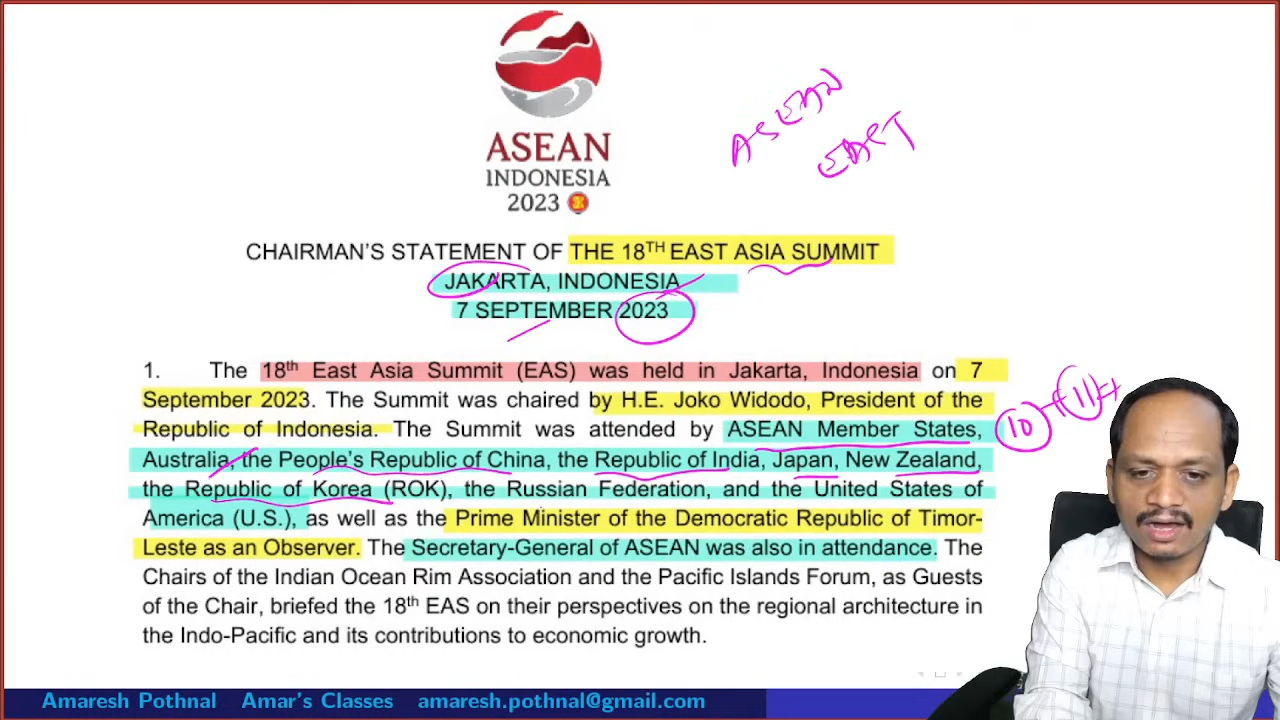 ASEAN
INDONESIA
2023
ASEAN
EAST
CHAIRMAN'S STATEMENT OF THE 18TH EAST ASIA SUMMIT
JAKARTA, INDONESIA
7 SEPTEMBER 2023
1. The 18th East Asia Summit (EAS) was held in Jakarta, Indonesia on 7
September 2023. The Summit was chaired by H.E. Joko Widodo, President of the
Republic of Indonesia. The Summit was attended by ASEAN Member States,
Australia, the People's Republic of China, the Republic of India, Japan, New Zealand,
the Republic of Korea (ROK), the Russian Federation, and the United States of
America (U.S.), as well as the Prime Minister of the Democratic Republic of Timor-
Leste as an Observer. The Secretary-General of ASEAN was also in attendance. The
Chairs of the Indian Ocean Rim Association and the Pacific Islands Forum, as Guests
of the Chair, briefed the 18th EAS on their perspectives on the regional architecture in
the Indo-Pacific and its contributions to economic growth.
10 + 11 +
Amaresh Pothnal Amar's Classes amaresh.pothnal@gmail.com